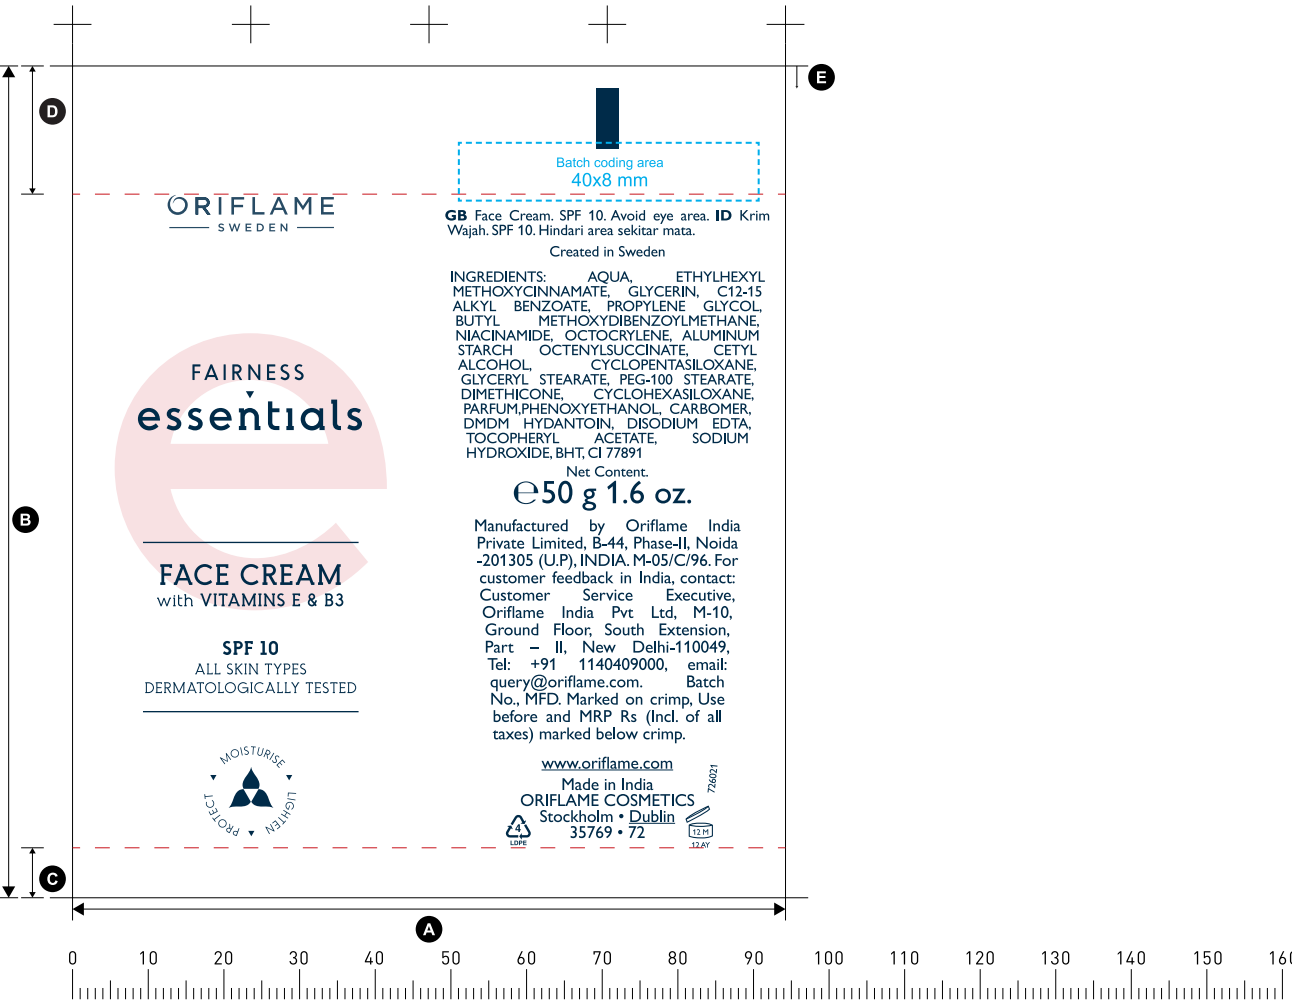 D
E
Batch coding area
40x8 mm
ORIFLAME
SWEDEN
FAIRNESS
essentials
FACE CREAM
with VITAMINS E & B3
SPF 10
ALL SKIN TYPES
DERMATOLOGICALLY TESTED
MOISTURISE
LIGHTEN
PROTECT
GB Face Cream. SPF 10. Avoid eye area. ID Krim
Wajah. SPF 10. Hindari area sekitar mata.
Created in Sweden
INGREDIENTS: AQUA, ETHYLHEXYL
METHOXYCINNAMATE, GLYCERIN, C12-15
ALKYL BENZOATE, PROPYLENE GLYCOL,
BUTYL METHOXYDIBENZOYLMETHANE,
NIACINAMIDE, OCTOCRYLENE, ALUMINUM
STARCH OCTENYLSUCCINATE, CETYL
ALCOHOL, CYCLOPENTASILOXANE,
GLYCERYL STEARATE, PEG-100 STEARATE,
DIMETHICONE, CYCLOHEXASILOXANE,
PARFUM,PHENOXYETHANOL, CARBOMER,
DMDM HYDANTOIN, DISODIUM EDTA,
TOCOPHERYL ACETATE, SODIUM
HYDROXIDE, BHT, CI 77891
Net Content.
℮50 g 1.6 oz.
Manufactured by Oriflame India
Private Limited, B-44, Phase-II, Noida
-201305 (U.P), INDIA. M-05/C/96. For
customer feedback in India, contact:
Customer Service Executive,
Oriflame India Pvt Ltd, M-10,
Ground Floor, South Extension,
Part – II, New Delhi-110049,
Tel: +91 1140409000, email:
query@oriflame.com. Batch
No., MFD. Marked on crimp, Use
before and MRP Rs (Incl. of all
taxes) marked below crimp.
www.oriflame.com
Made in India
ORIFLAME COSMETICS
Stockholm • Dublin
35769 • 72
726021
4
LDPE
12 M
12AY
B
C
A
0 10 20 30 40 50 60 70 80 90 100 110 120 130 140 150